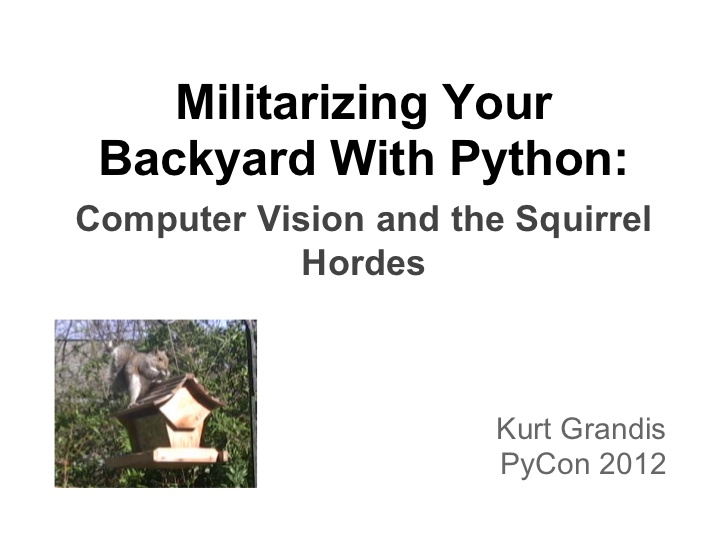 Militarizing Your
Backyard With Python:
Computer Vision and the Squirrel
Hordes
Kurt Grandis
PyCon 2012